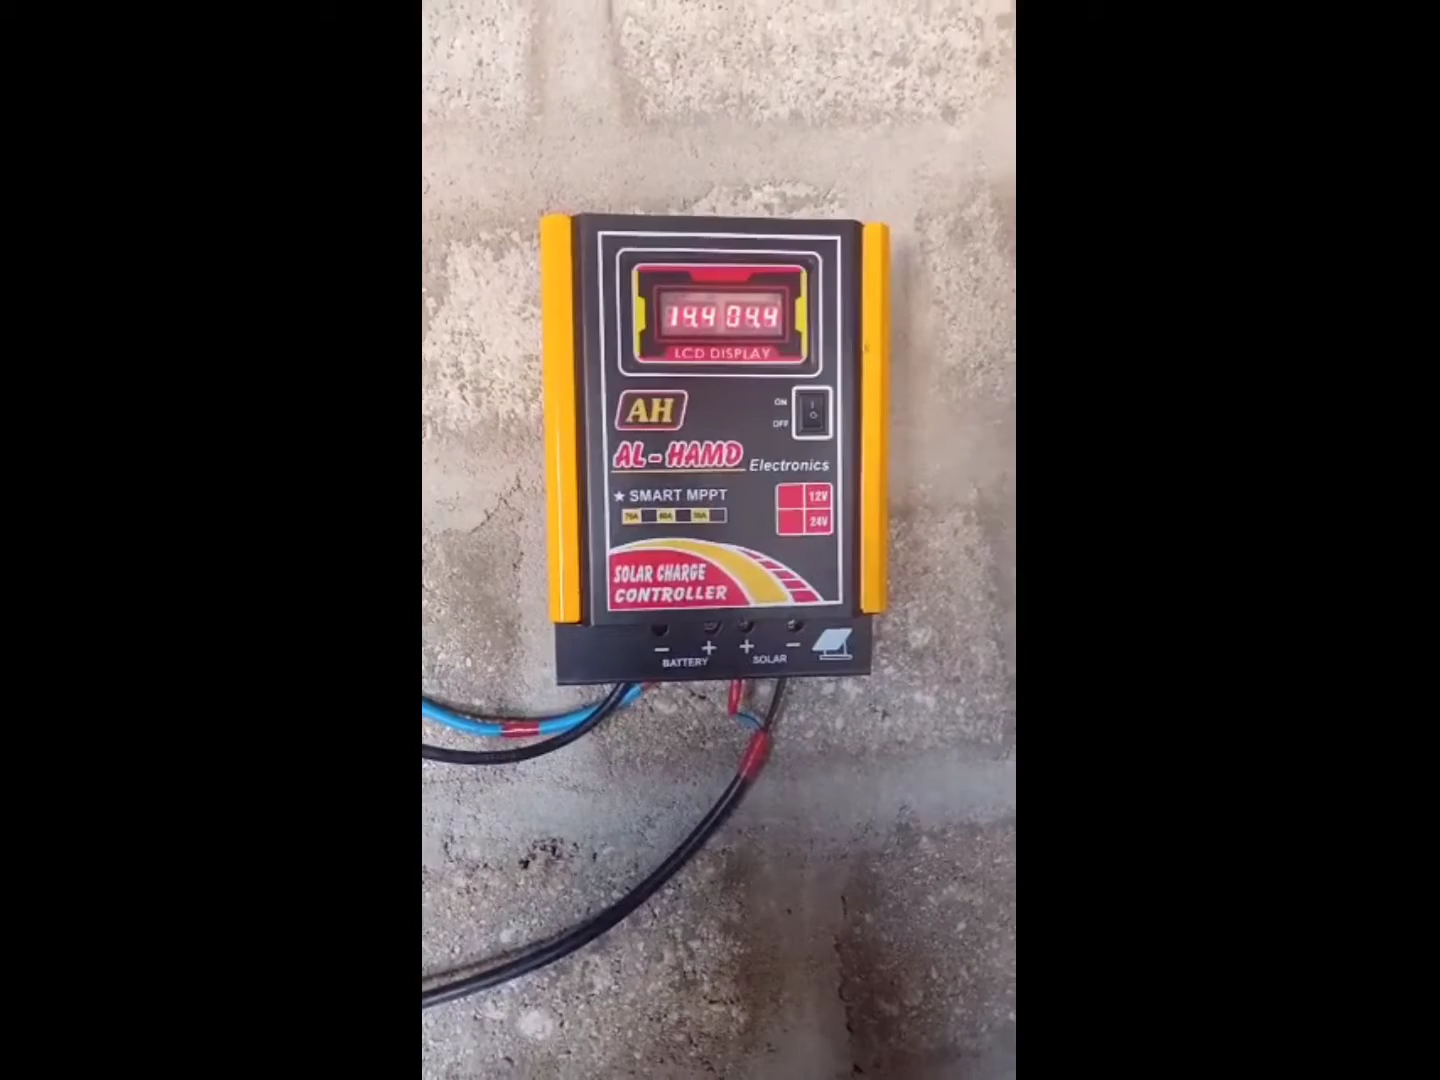 14.4 04.4
LCD DISPLAY
AH
ON
OFF
AL-HAMD Electronics
★ SMART MPPT
12V
70A
24V
SOLAR CHARGE
CONTROLLER
− + + −
BATTERY SOLAR